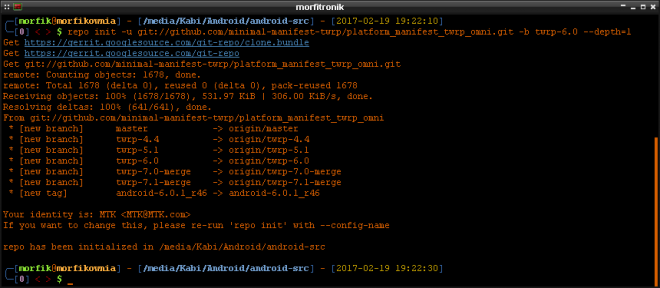 morfitronik
[morfik@morfikownia] - [/media/Kabi/Android/android-src] - [2017-02-19 19:22:10]
[0] < > $ repo init -u git://github.com/minimal-manifest-twrp/platform_manifest_twrp_omni.git -b twrp-6.0 --depth=1
Get https://gerrit.googlesource.com/git-repo/clone.bundle
Get https://gerrit.googlesource.com/git-repo
Get git://github.com/minimal-manifest-twrp/platform_manifest_twrp_omni.git
remote: Counting objects: 1678, done.
remote: Total 1678 (delta 0), reused 0 (delta 0), pack-reused 1678
Receiving objects: 100% (1678/1678), 531.97 KiB | 306.00 KiB/s, done.
Resolving deltas: 100% (641/641), done.
From git://github.com/minimal-manifest-twrp/platform_manifest_twrp_omni
* [new branch] master -> origin/master
* [new branch] twrp-4.4 -> origin/twrp-4.4
* [new branch] twrp-5.1 -> origin/twrp-5.1
* [new branch] twrp-6.0 -> origin/twrp-6.0
* [new branch] twrp-7.0-merge -> origin/twrp-7.0-merge
* [new branch] twrp-7.1-merge -> origin/twrp-7.1-merge
* [new tag] android-6.0.1_r46 -> android-6.0.1_r46
Your identity is: MTK <MTK@MTK.com>
If you want to change this, please re-run 'repo init' with --config-name
repo has been initialized in /media/Kabi/Android/android-src
[morfik@morfikownia] - [/media/Kabi/Android/android-src] - [2017-02-19 19:22:30]
[0] < > $ _